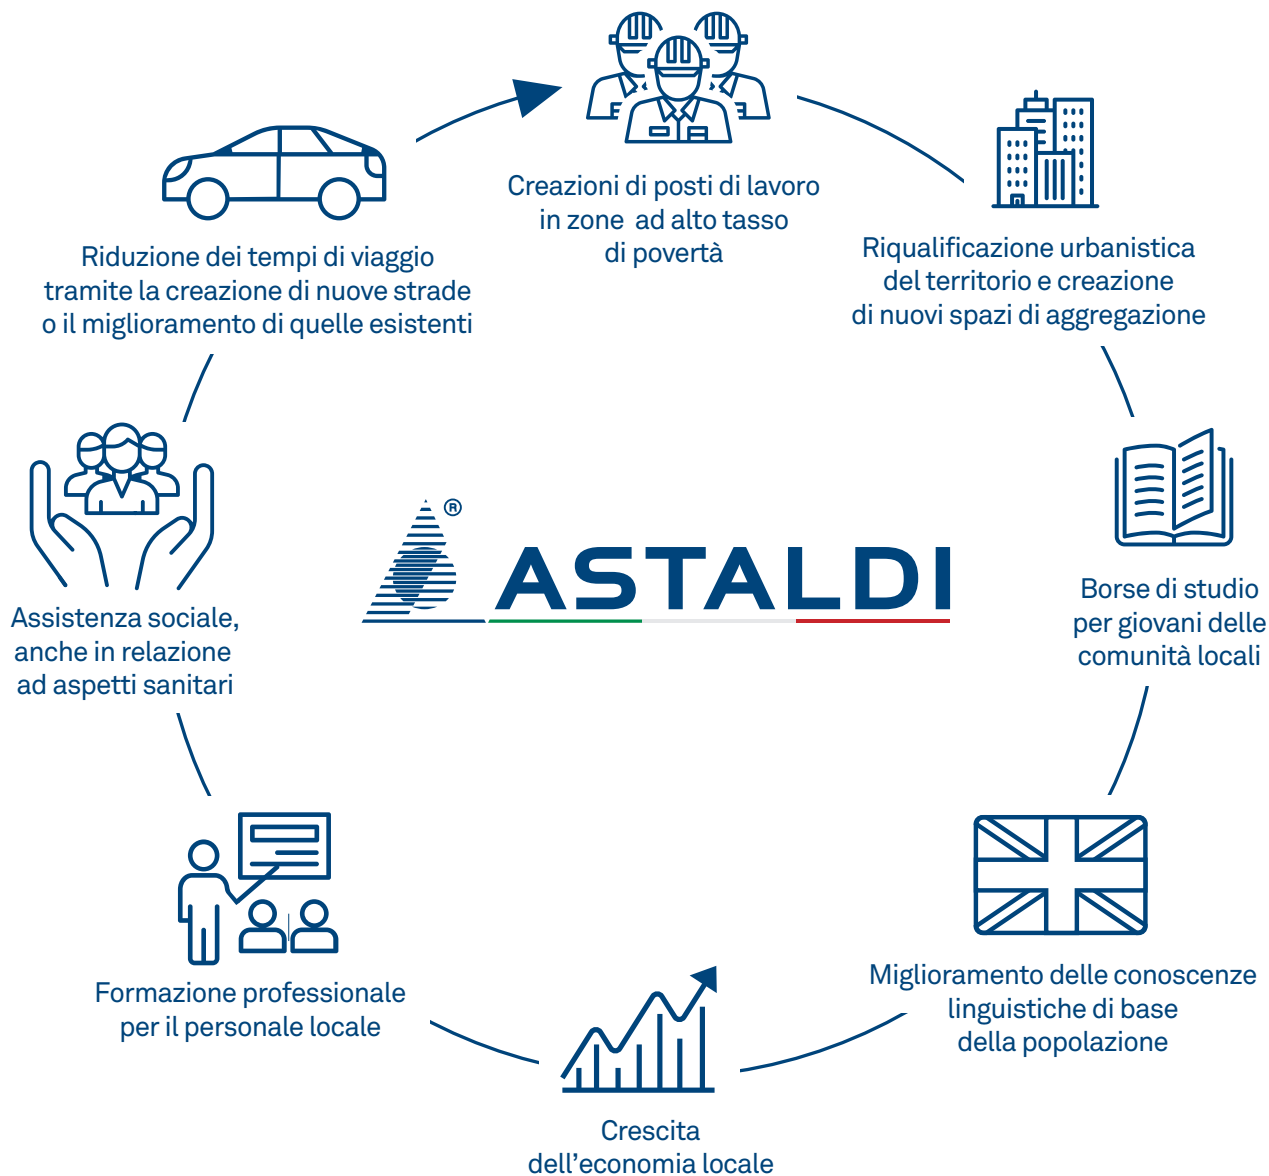 Creazioni di posti di lavoro
in zone ad alto tasso
di povertà
Riqualificazione urbanistica
del territorio e creazione
di nuovi spazi di aggregazione
Borse di studio
per giovani delle
comunità locali
Miglioramento delle conoscenze
linguistiche di base
della popolazione
Crescita
dell'economia locale
Formazione professionale
per il personale locale
Assistenza sociale,
anche in relazione
ad aspetti sanitari
Riduzione dei tempi di viaggio
tramite la creazione di nuove strade
o il miglioramento di quelle esistenti
® ASTALDI